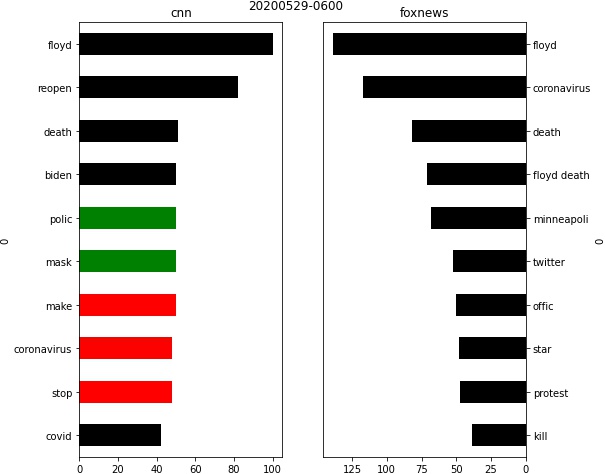 20200529-0600
cnn
foxnews
floyd
reopen
death
biden
polic
mask
make
coronavirus
stop
covid
0 20 40 60 80 100
0
floyd
coronavirus
death
floyd death
minneapoli
twitter
offic
star
protest
kill
125 100 75 50 25 0
0